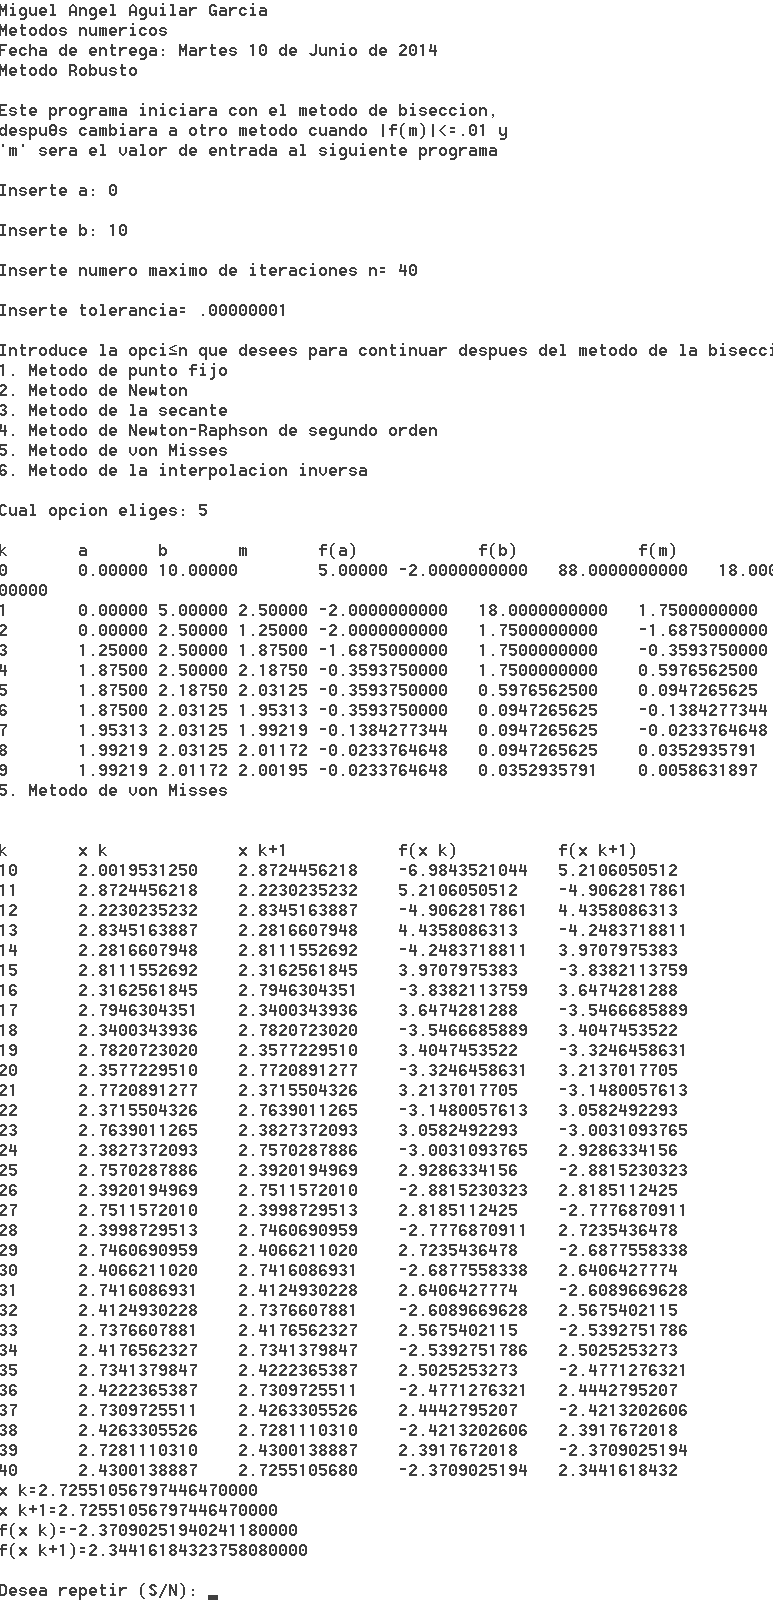 Miguel Angel Aguilar Garcia
Metodos numericos
Fecha de entrega: Martes 10 de Junio de 2014
Metodo Robusto
Este programa iniciara con el metodo de biseccion,
despuθs cambiara a otro metodo cuando |f(m)|<=.01 y
'm' sera el valor de entrada al siguiente programa
Inserte a: 0
Inserte b: 10
Inserte numero maximo de iteraciones n= 40
Inserte tolerancia= .00000001
Introduce la opci≤n que desees para continuar despues del metodo de la bisecci
1. Metodo de punto fijo
2. Metodo de Newton
3. Metodo de la secante
4. Metodo de Newton-Raphson de segundo orden
5. Metodo de von Misses
6. Metodo de la interpolacion inversa
Cual opcion eliges: 5
k a b m f(a) f(b) f(m)
0 0.00000 10.00000 5.00000 -2.0000000000 88.0000000000 18.000
00000
1 0.00000 5.00000 2.50000 -2.0000000000 18.0000000000 1.7500000000
2 0.00000 2.50000 1.25000 -2.0000000000 1.7500000000 -1.6875000000
3 1.25000 2.50000 1.87500 -1.6875000000 1.7500000000 -0.3593750000
4 1.87500 2.50000 2.18750 -0.3593750000 1.7500000000 0.5976562500
5 1.87500 2.18750 2.03125 -0.3593750000 0.5976562500 0.0947265625
6 1.87500 2.03125 1.95313 -0.3593750000 0.0947265625 -0.1384277344
7 1.95313 2.03125 1.99219 -0.1384277344 0.0947265625 -0.0233764648
8 1.99219 2.03125 2.01172 -0.0233764648 0.0947265625 0.0352935791
9 1.99219 2.01172 2.00195 -0.0233764648 0.0352935791 0.0058631897
5. Metodo de von Misses
k x k x k+1 f(x k) f(x k+1)
10 2.0019531250 2.8724456218 -6.9843521044 5.2106050512
11 2.8724456218 2.2230235232 5.2106050512 -4.9062817861
12 2.2230235232 2.8345163887 -4.9062817861 4.4358086313
13 2.8345163887 2.2816607948 4.4358086313 -4.2483718811
14 2.2816607948 2.8111552692 -4.2483718811 3.9707975383
15 2.8111552692 2.3162561845 3.9707975383 -3.8382113759
16 2.3162561845 2.7946304351 -3.8382113759 3.6474281288
17 2.7946304351 2.3400343936 3.6474281288 -3.5466685889
18 2.3400343936 2.7820723020 -3.5466685889 3.4047453522
19 2.7820723020 2.3577229510 3.4047453522 -3.3246458631
20 2.3577229510 2.7720891277 -3.3246458631 3.2137017705
21 2.7720891277 2.3715504326 3.2137017705 -3.1480057613
22 2.3715504326 2.7639011265 -3.1480057613 3.0582492293
23 2.7639011265 2.3827372093 3.0582492293 -3.0031093765
24 2.3827372093 2.7570287886 -3.0031093765 2.9286334156
25 2.7570287886 2.3920194969 2.9286334156 -2.8815230323
26 2.3920194969 2.7511572010 -2.8815230323 2.8185112425
27 2.7511572010 2.3998729513 2.8185112425 -2.7776870911
28 2.3998729513 2.7460690959 -2.7776870911 2.7235436478
29 2.7460690959 2.4066211020 2.7235436478 -2.6877558338
30 2.4066211020 2.7416086931 -2.6877558338 2.6406427774
31 2.7416086931 2.4124930228 2.6406427774 -2.6089669628
32 2.4124930228 2.7376607881 -2.6089669628 2.5675402115
33 2.7376607881 2.4176562327 2.5675402115 -2.5392751786
34 2.4176562327 2.7341379847 -2.5392751786 2.5025253273
35 2.7341379847 2.4222365387 2.5025253273 -2.4771276321
36 2.4222365387 2.7309725511 -2.4771276321 2.4442795207
37 2.7309725511 2.4263305526 2.4442795207 -2.4213202606
38 2.4263305526 2.7281110310 -2.4213202606 2.3917672018
39 2.7281110310 2.4300138887 2.3917672018 -2.3709025194
40 2.4300138887 2.7255105680 -2.3709025194 2.3441618432
x k=2.72551056797446470000
x k+1=2.72551056797446470000
f(x k)=-2.37090251940241180000
f(x k+1)=2.34416184323758080000
Desea repetir (S/N): _